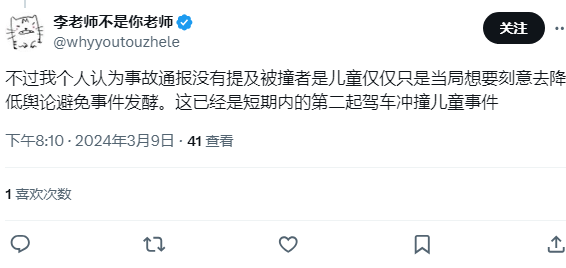 李老师不是你老师
@whyyoutouzhele
关注
不过我个人认为事故通报没有提及被撞者是儿童仅仅只是当局想要刻意去降
低舆论避免事件发酵。这已经是短期内的第二起驾车冲撞儿童事件
下午8:10 · 2024年3月9日 · 41 查看
1 喜欢次数